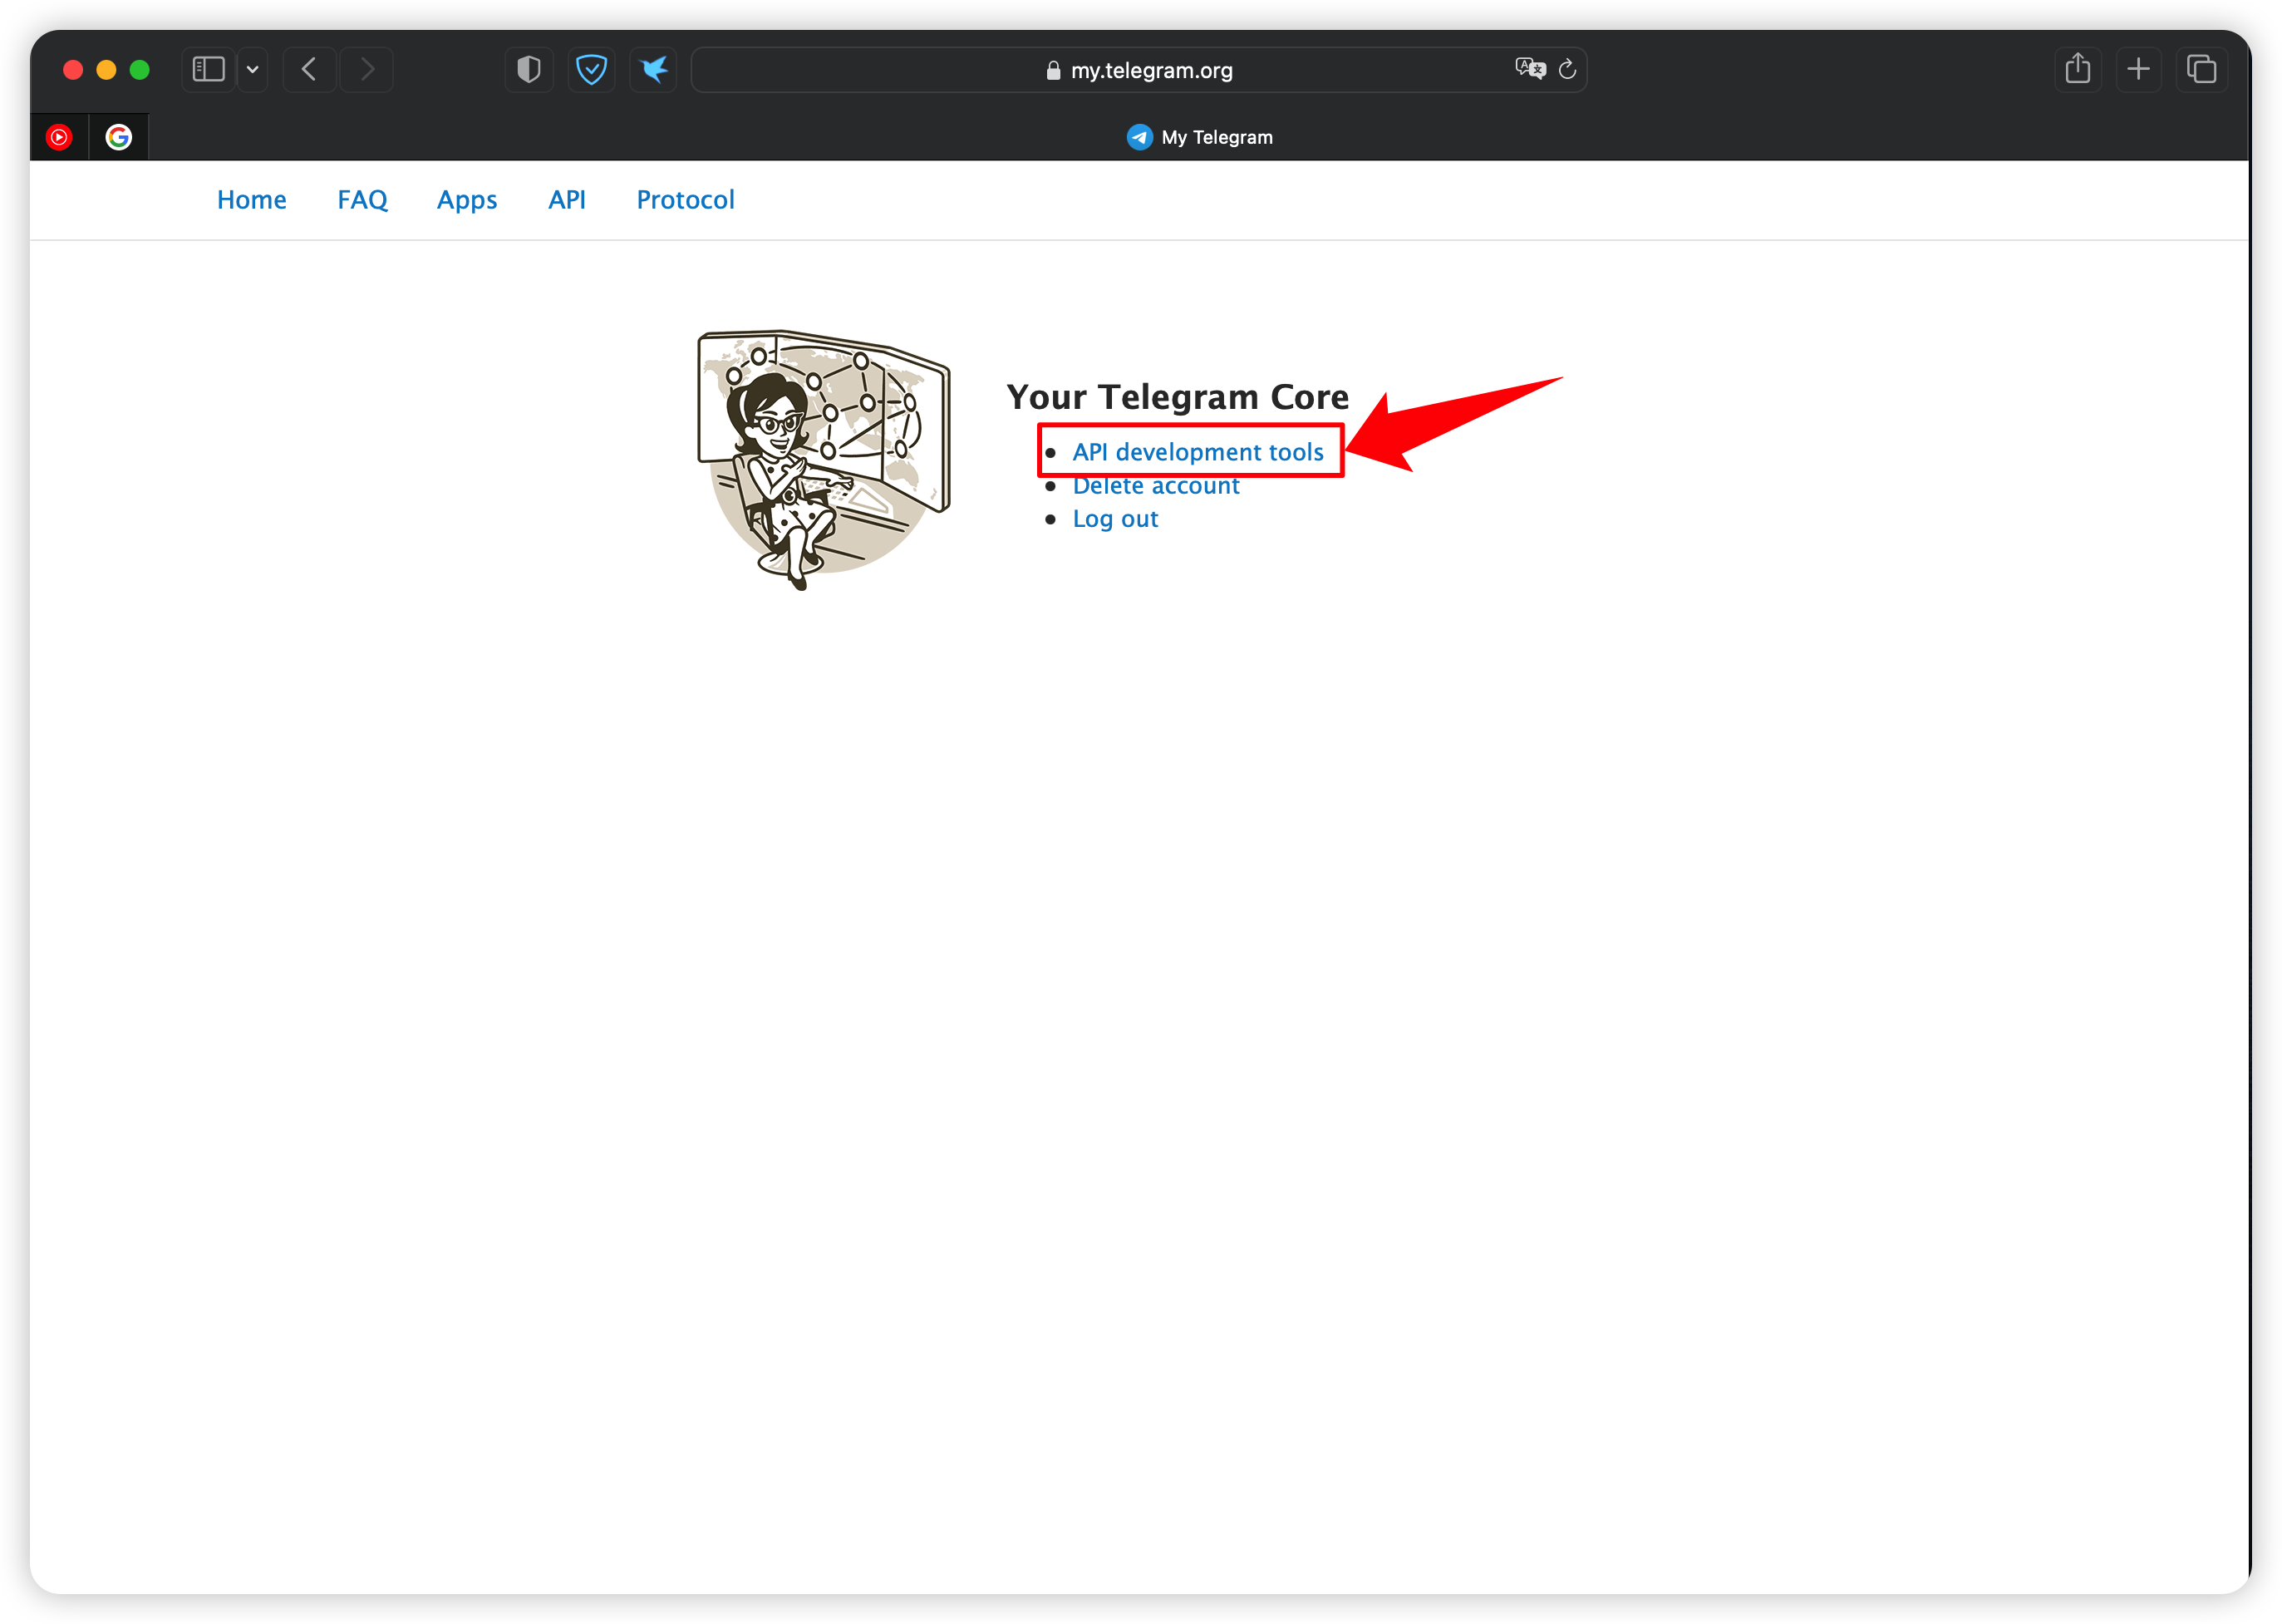 my.telegram.org
My Telegram
Home FAQ Apps API Protocol
Your Telegram Core
API development tools
Delete account
Log out